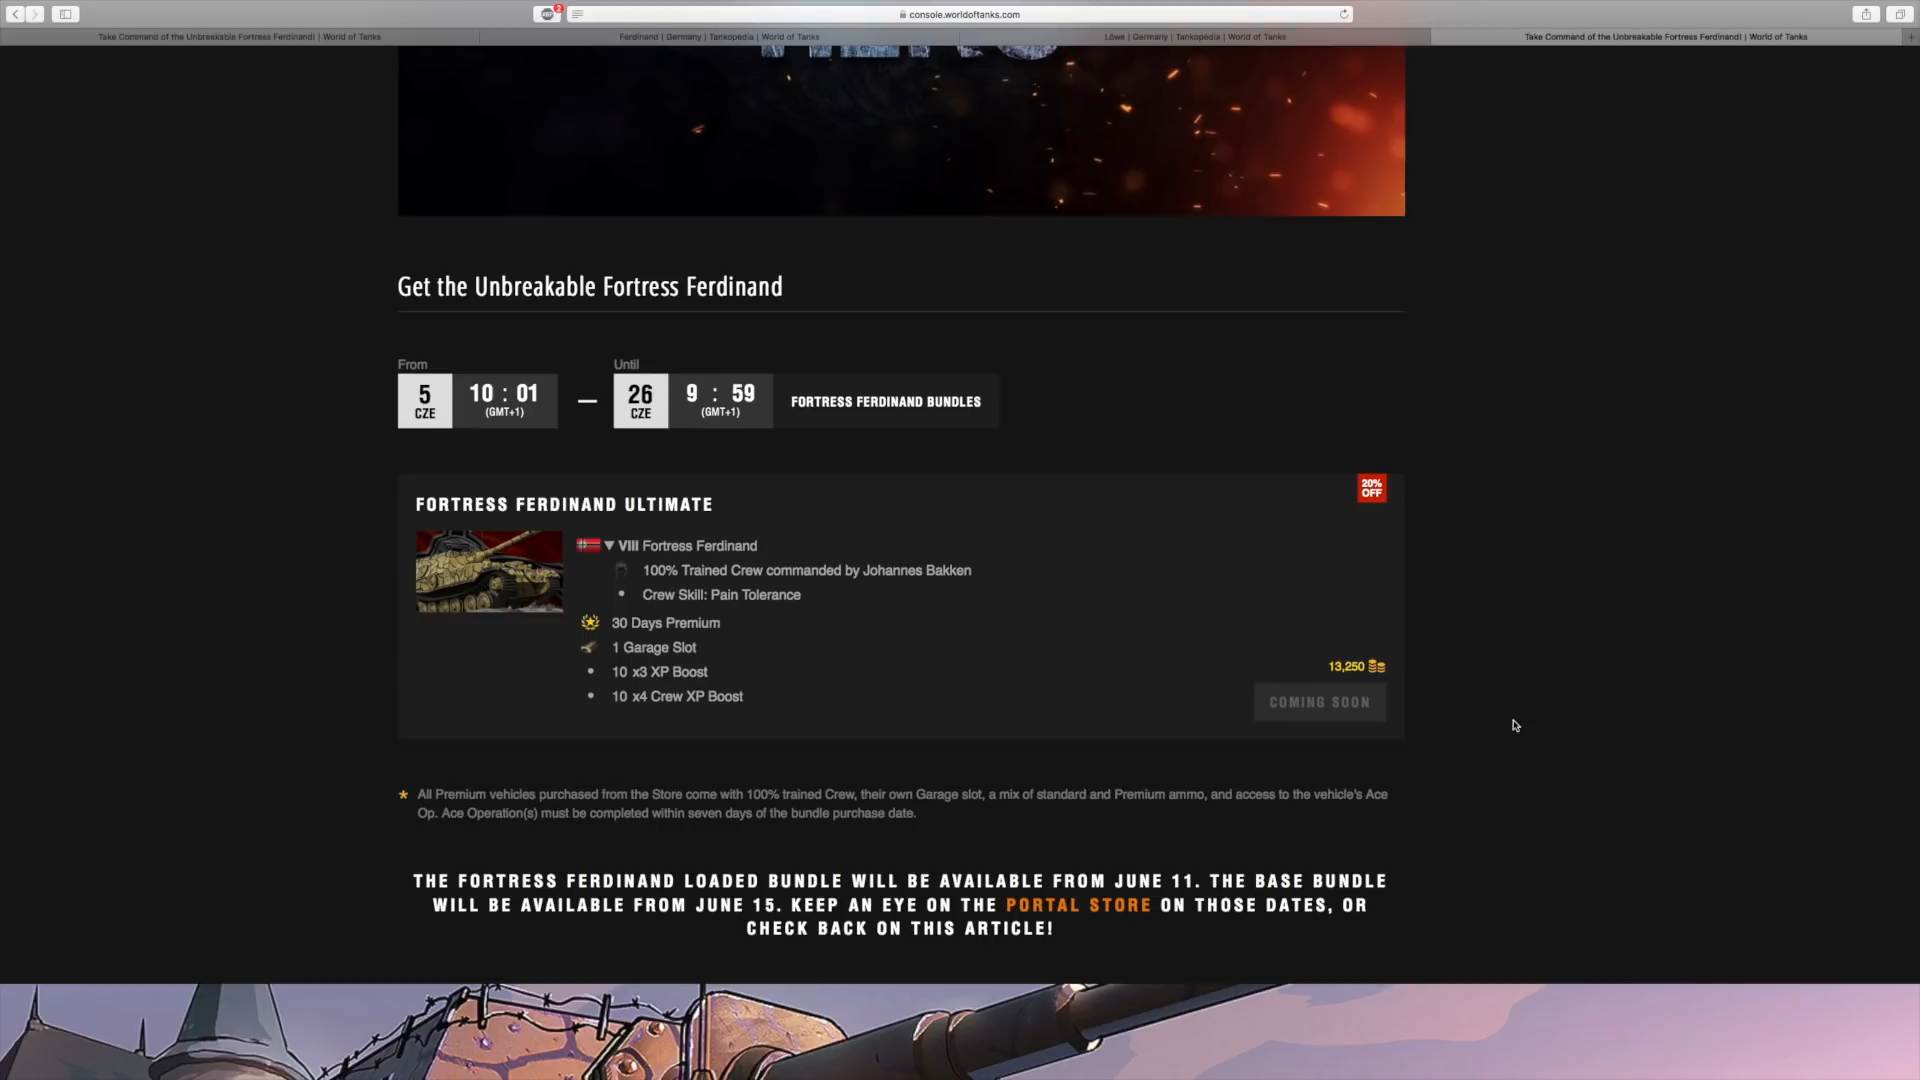 2
console.worldoftanks.com
Take Command of the Unbreakable Fortress Ferdinand! | World of Tanks
Ferdinand | Germany | Tankopedia | World of Tanks
Löwe | Germany | Tankopedia | World of Tanks
Take Command of the Unbreakable Fortress Ferdinand! | World of Tanks
Get the Unbreakable Fortress Ferdinand
From
Until
5 CZE
10 : 01 (GMT+1)
—
26 CZE
9 : 59 (GMT+1)
FORTRESS FERDINAND BUNDLES
20% OFF
FORTRESS FERDINAND ULTIMATE
VIII Fortress Ferdinand
100% Trained Crew commanded by Johannes Bakken
• Crew Skill: Pain Tolerance
30 Days Premium
1 Garage Slot
• 10 x3 XP Boost
• 10 x4 Crew XP Boost
13,250
COMING SOON
* All Premium vehicles purchased from the Store come with 100% trained Crew, their own Garage slot, a mix of standard and Premium ammo, and access to the vehicle's Ace
Op. Ace Operation(s) must be completed within seven days of the bundle purchase date.
THE FORTRESS FERDINAND LOADED BUNDLE WILL BE AVAILABLE FROM JUNE 11. THE BASE BUNDLE
WILL BE AVAILABLE FROM JUNE 15. KEEP AN EYE ON THE PORTAL STORE ON THOSE DATES, OR
CHECK BACK ON THIS ARTICLE!